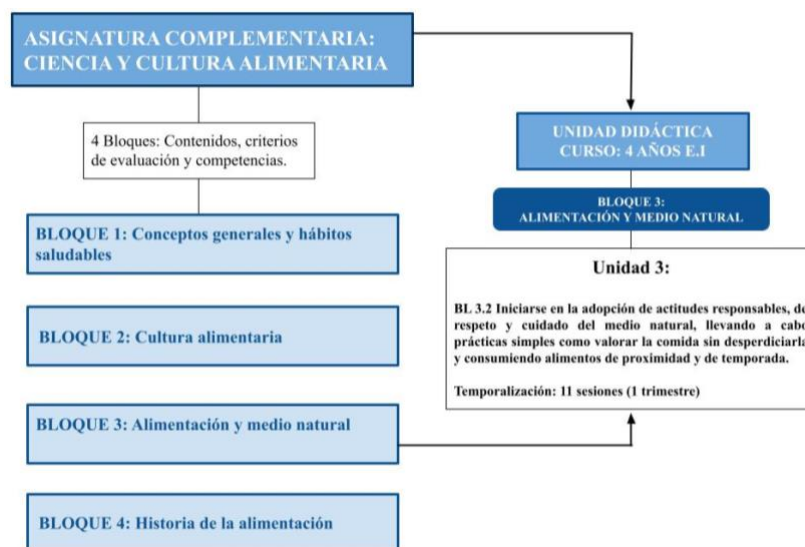 ASIGNATURA COMPLEMENTARIA:
CIENCIA Y CULTURA ALIMENTARIA
4 Bloques: Contenidos, criterios
de evaluación y competencias.
BLOQUE 1: Conceptos generales y hábitos
saludables
BLOQUE 2: Cultura alimentaria
BLOQUE 3: Alimentación y medio natural
BLOQUE 4: Historia de la alimentación
UNIDAD DIDÁCTICA
CURSO: 4 AÑOS E.I
BLOQUE 3:
ALIMENTACIÓN Y MEDIO NATURAL
Unidad 3:
BL 3.2 Iniciarse en la adopción de actitudes responsables, de
respeto y cuidado del medio natural, llevando a cabo
prácticas simples como valorar la comida sin desperdiciarla
y consumiendo alimentos de proximidad y de temporada.
Temporalización: 11 sesiones (1 trimestre)